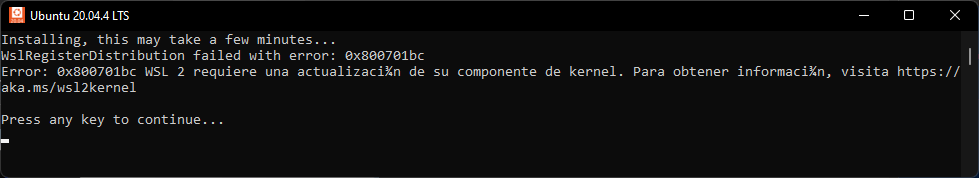 Ubuntu 20.04.4 LTS
Installing, this may take a few minutes...
WslRegisterDistribution failed with error: 0x800701bc
Error: 0x800701bc WSL 2 requiere una actualizaci¾n de su componente de kernel. Para obtener informaci¾n, visita https://
aka.ms/wsl2kernel
Press any key to continue...